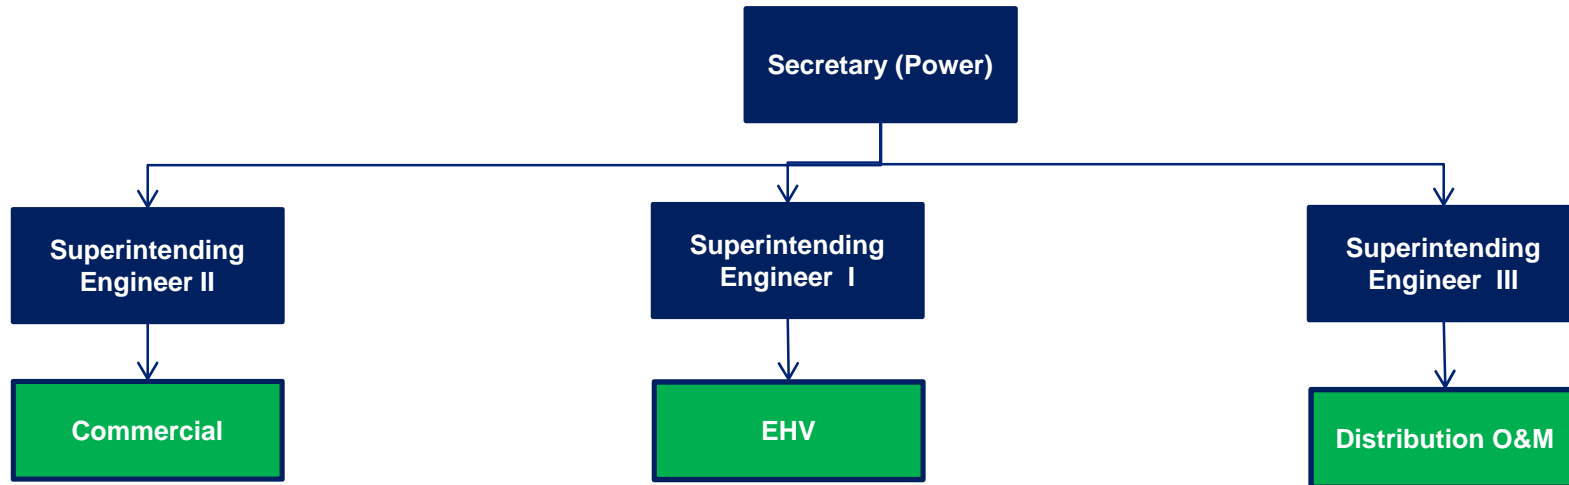 Secretary (Power)
Superintending
Engineer II
Superintending
Engineer I
Superintending
Engineer III
Commercial
EHV
Distribution O&M